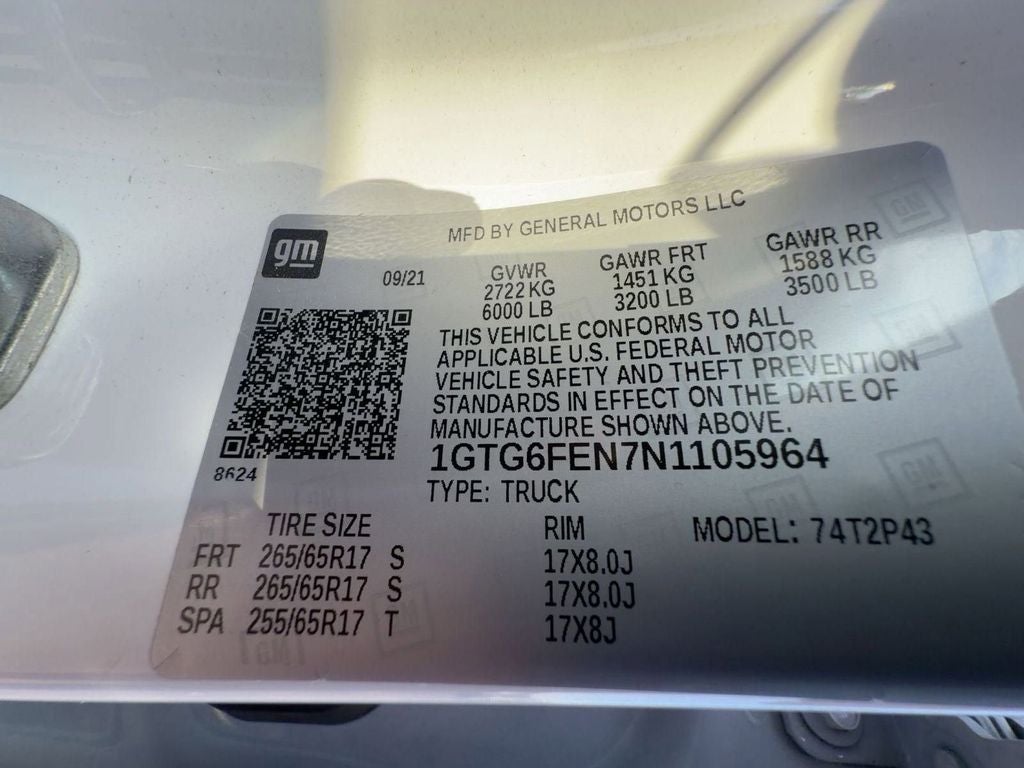 gm
MFD BY GENERAL MOTORS LLC
09/21
GVWR GAWR FRT GAWR RR
2722 KG 1451 KG 1588 KG
6000 LB 3200 LB 3500 LB
THIS VEHICLE CONFORMS TO ALL
APPLICABLE U.S. FEDERAL MOTOR
VEHICLE SAFETY AND THEFT PREVENTION
STANDARDS IN EFFECT ON THE DATE OF
MANUFACTURE SHOWN ABOVE.
1GTG6FEN7N1105964
8624
TYPE: TRUCK
TIRE SIZE RIM MODEL: 74T2P43
FRT 265/65R17 S 17X8.0J
RR 265/65R17 S 17X8.0J
SPA 255/65R17 T 17X8J